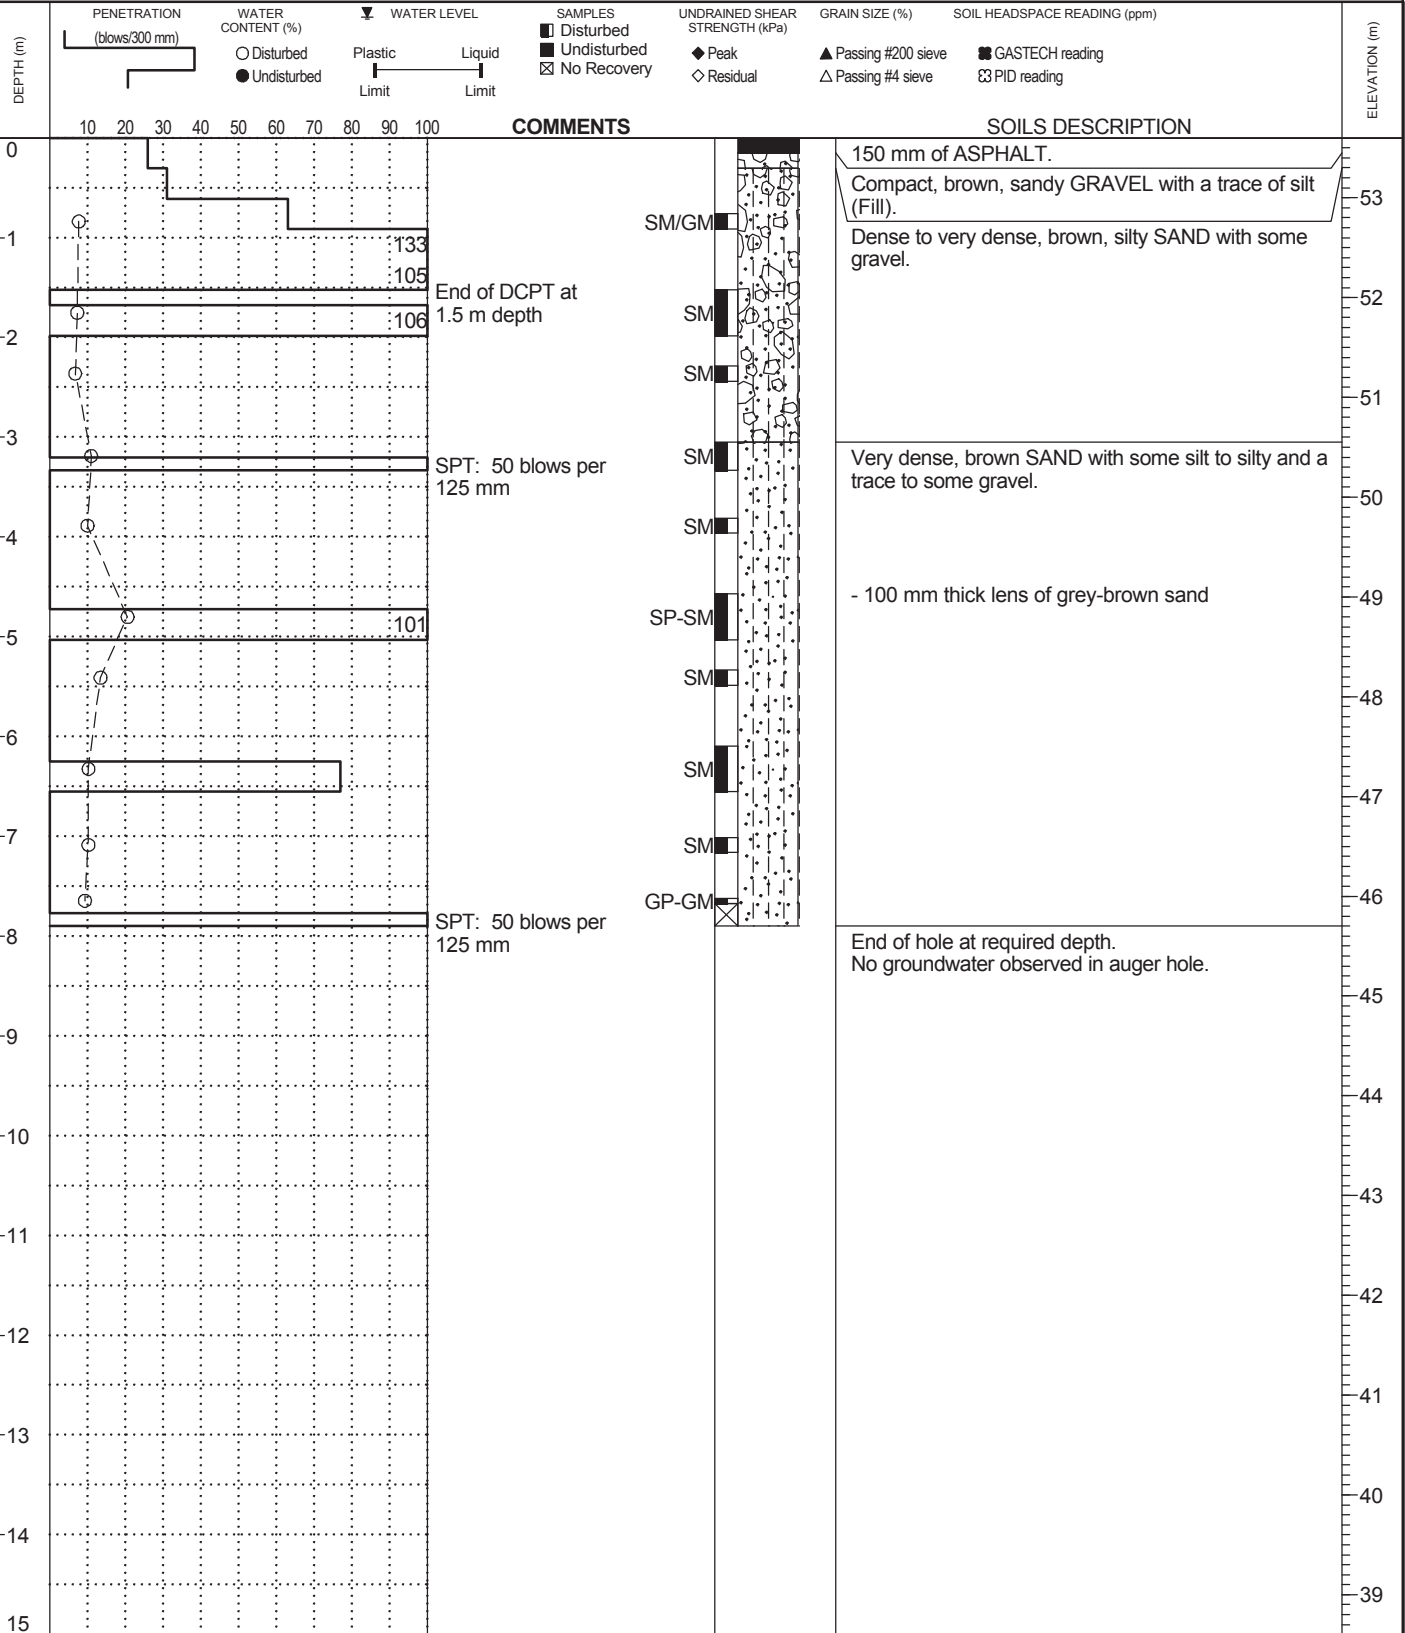 PENETRATION
(blows/300 mm)
WATER
CONTENT (%)
Disturbed
Undisturbed
WATER LEVEL
Plastic Liquid
Limit Limit
SAMPLES
Disturbed
Undisturbed
No Recovery
UNDRAINED SHEAR
STRENGTH (kPa)
Peak
Residual
GRAIN SIZE (%)
Passing #200 sieve
Passing #4 sieve
SOIL HEADSPACE READING (ppm)
GASTECH reading
PID reading
DEPTH (m)
ELEVATION (m)
10 20 30 40 50 60 70 80 90 100
COMMENTS
SOILS DESCRIPTION
0
150 mm of ASPHALT.
Compact, brown, sandy GRAVEL with a trace of silt
(Fill).
53
SM/GM
Dense to very dense, brown, silty SAND with some
gravel.
1
133
105
End of DCPT at
1.5 m depth
52
106
SM
2
SM
51
3
SM
SPT: 50 blows per
125 mm
Very dense, brown SAND with some silt to silty and a
trace to some gravel.
50
SM
4
- 100 mm thick lens of grey-brown sand
49
SP-SM
101
5
SM
48
6
SM
47
7
SM
46
GP-GM
SPT: 50 blows per
125 mm
8
End of hole at required depth.
No groundwater observed in auger hole.
45
9
44
10
43
11
42
12
41
13
40
14
39
15